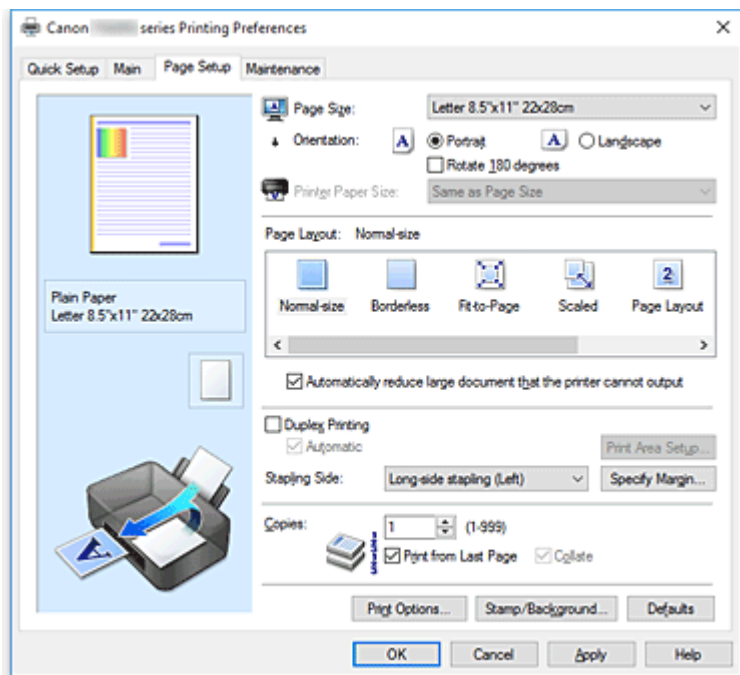 Canon series Printing Preferences
Quick Setup Main Page Setup Maintenance
Page Size: Letter 8.5"x11" 22x28cm
Orientation: A Portrait A Landscape
Rotate 180 degrees
Printer Paper Size: Same as Page Size
Page Layout: Normal-size
2
Normal-size Borderless Fit-to-Page Scaled Page Layout
Plain Paper
Letter 8.5"x11" 22x28cm
Automatically reduce large document that the printer cannot output
Duplex Printing
Automatic Print Area Setup...
Stapling Side: Long-side stapling (Left) Specify Margin...
Copies: 1 (1-999)
Print from Last Page Collate
A
Print Options... Stamp/Background... Defaults
OK Cancel Apply Help